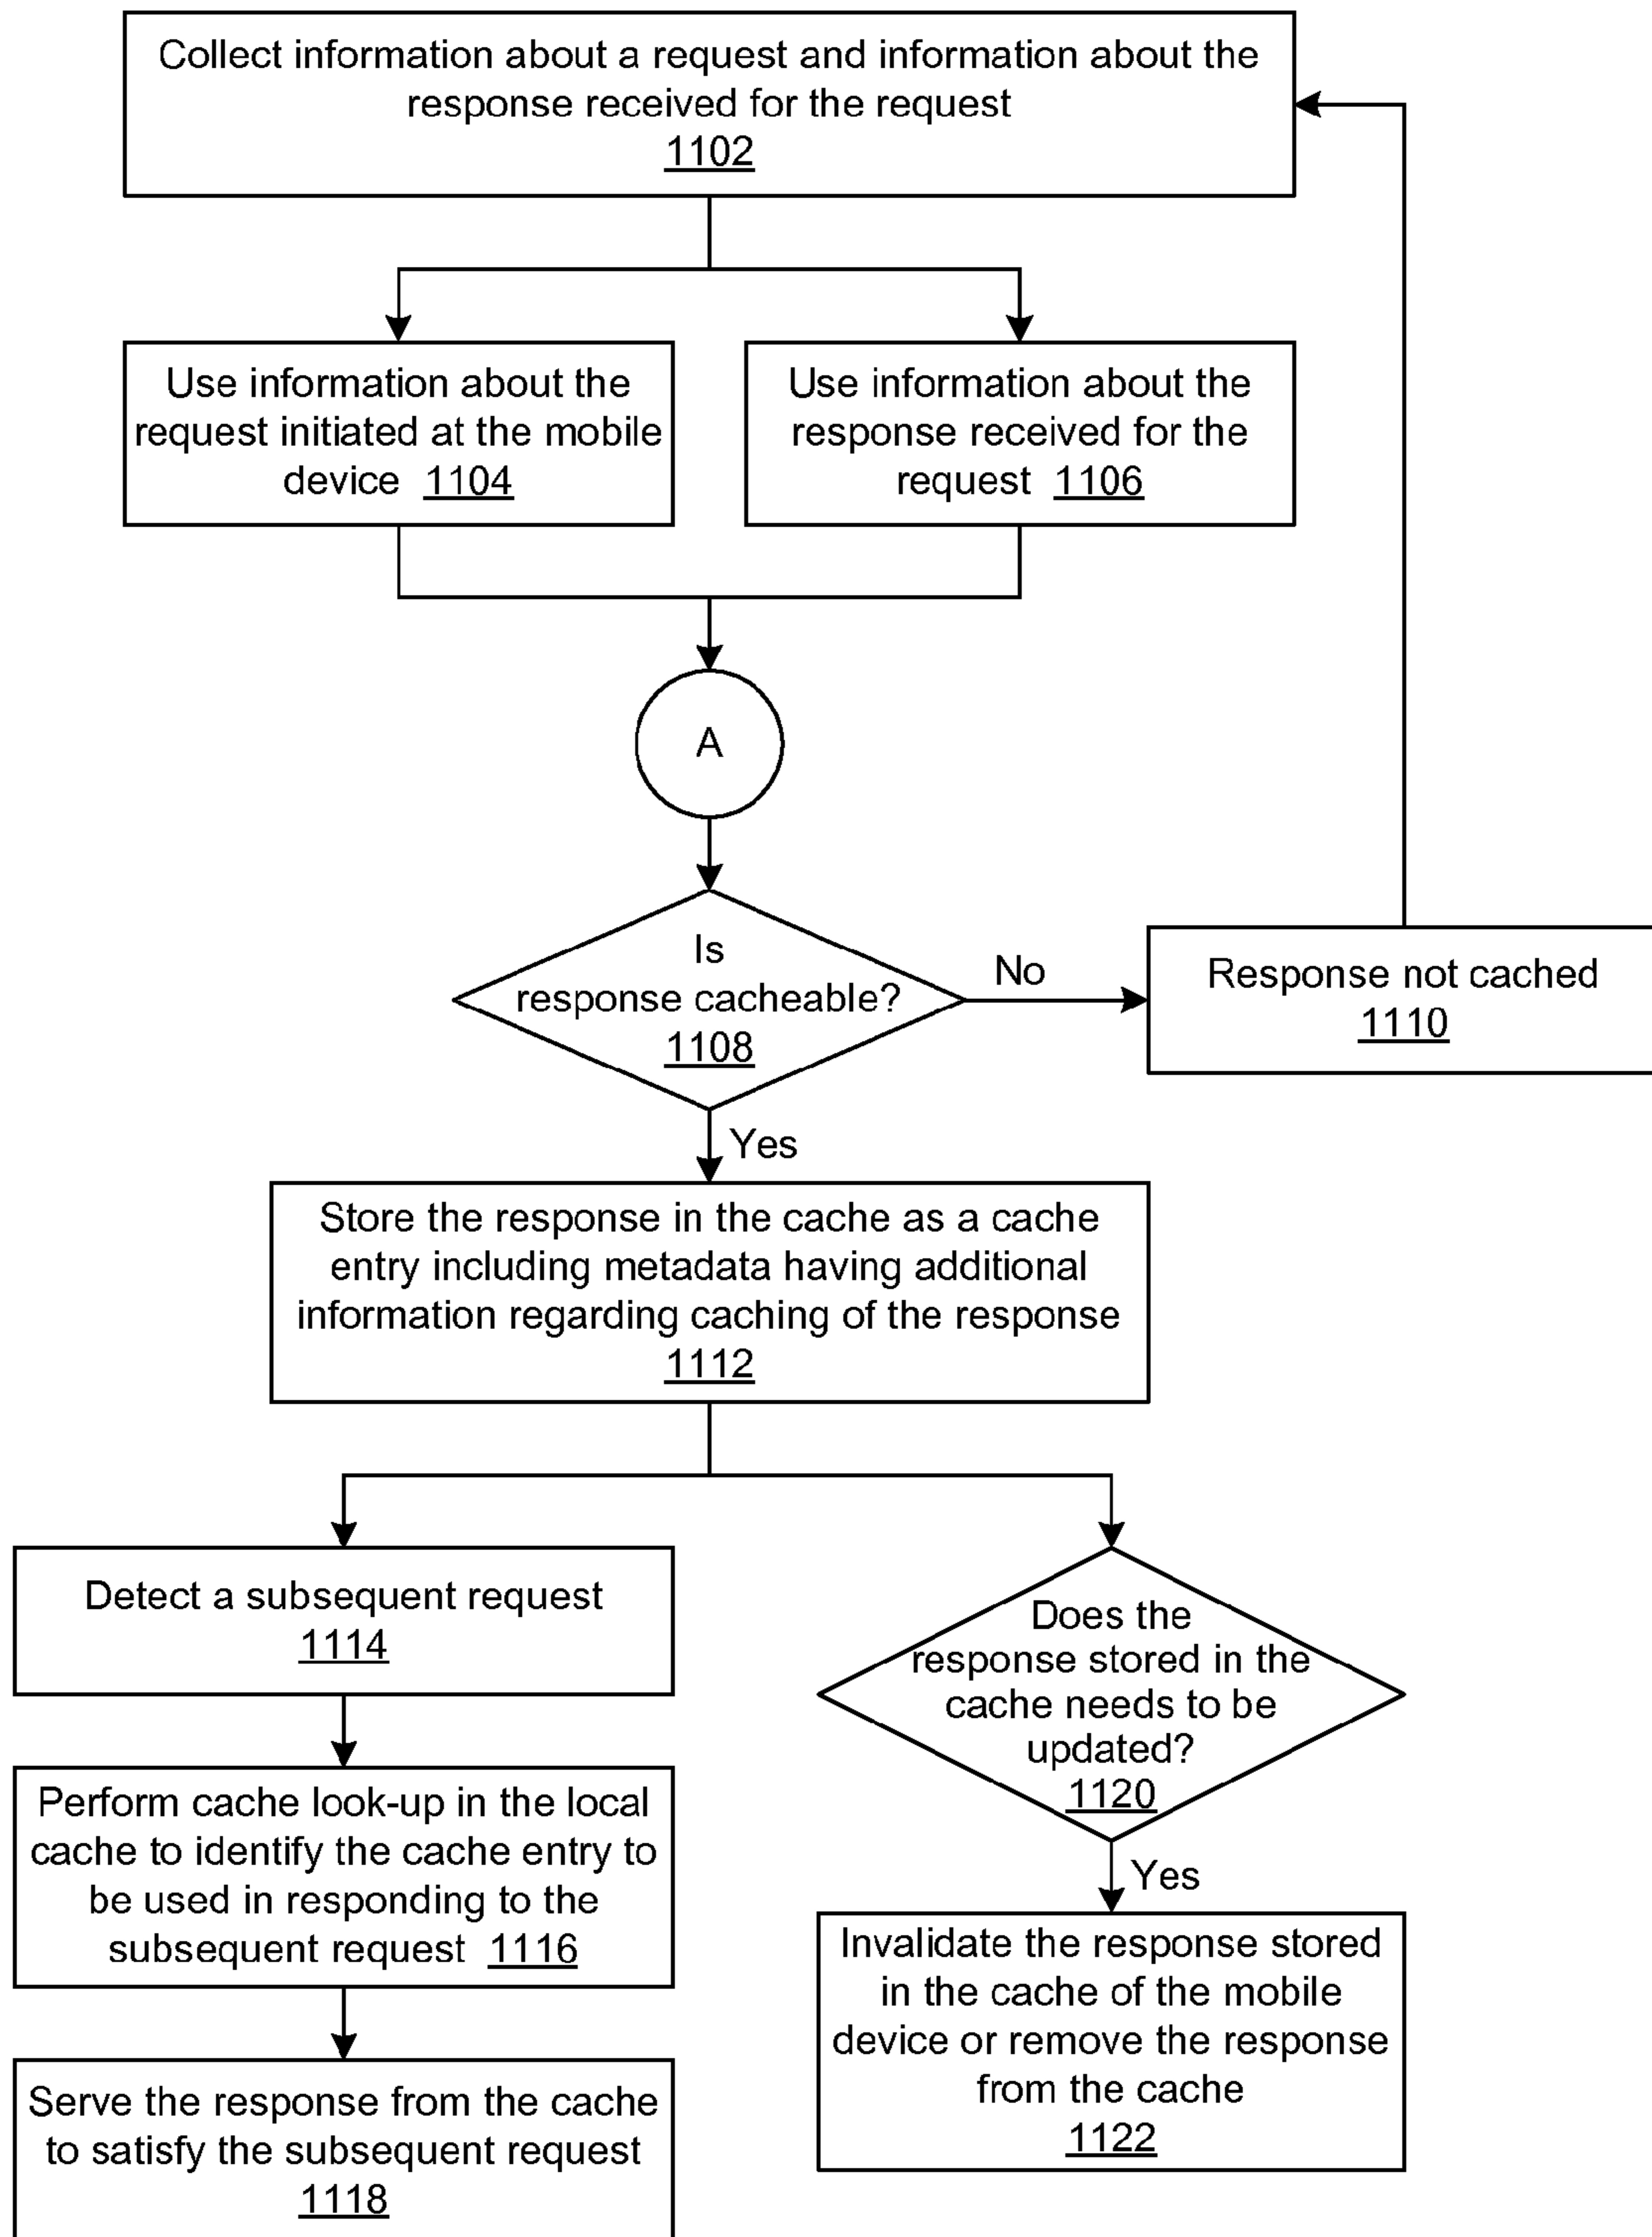 Collect information about a request and information about the
response received for the request
1102
Use information about the
request initiated at the mobile
device 1104
Use information about the
response received for the
request 1106
A
Is
response cacheable?
1108
No
Response not cached
1110
Yes
Store the response in the cache as a cache
entry including metadata having additional
information regarding caching of the response
1112
Detect a subsequent request
1114
Perform cache look-up in the local
cache to identify the cache entry to
be used in responding to the
subsequent request 1116
Serve the response from the cache
to satisfy the subsequent request
1118
Does the
response stored in the
cache needs to be
updated?
1120
Yes
Invalidate the response stored
in the cache of the mobile
device or remove the response
from the cache
1122